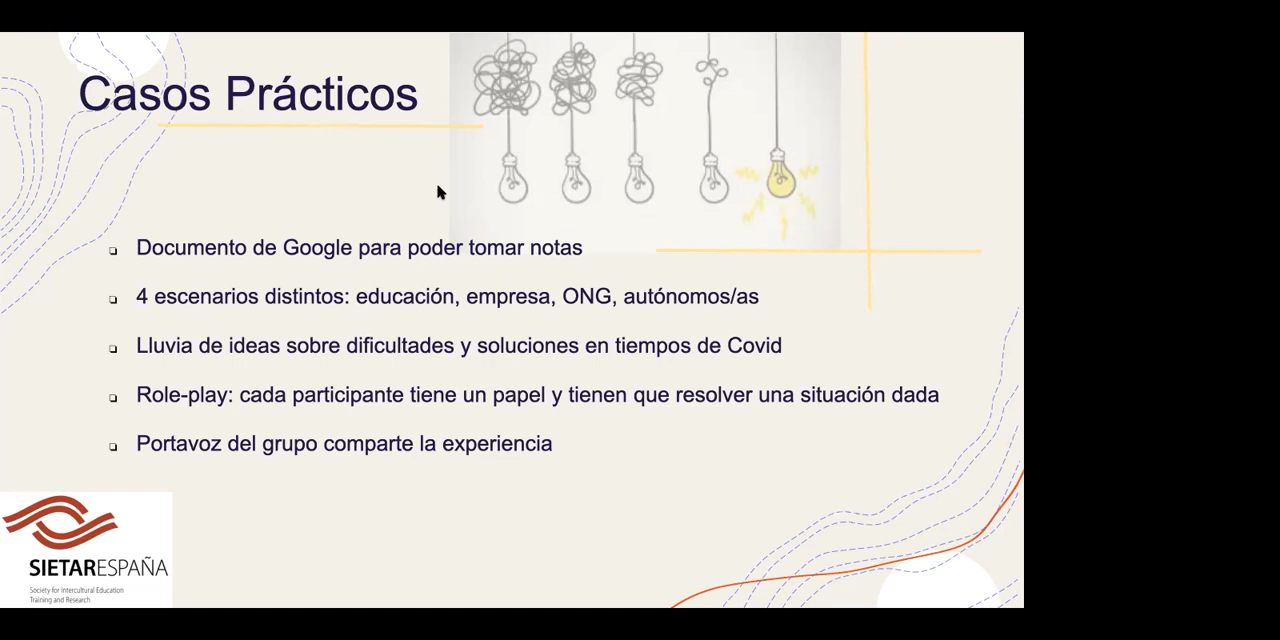 Casos Prácticos
Documento de Google para poder tomar notas
4 escenarios distintos: educación, empresa, ONG, autónomos/as
Lluvia de ideas sobre dificultades y soluciones en tiempos de Covid
Role-play: cada participante tiene un papel y tienen que resolver una situación dada
Portavoz del grupo comparte la experiencia
SIETARESPAÑA
Society for Intercultural Education
Training and Research